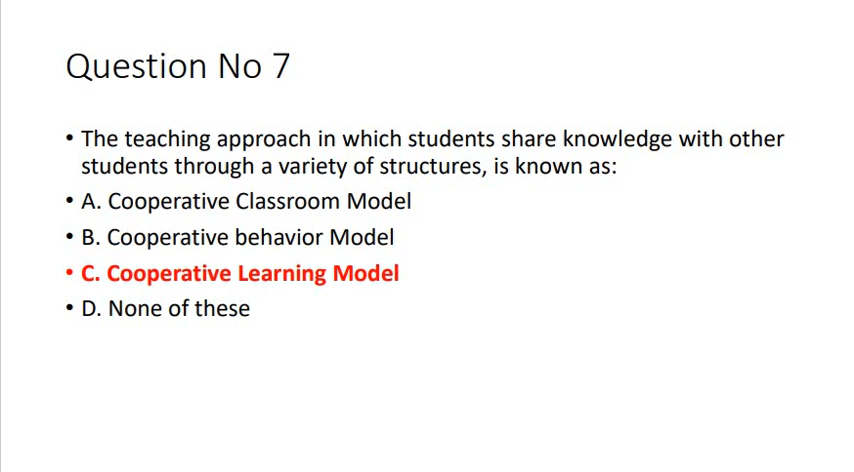 Question No 7
• The teaching approach in which students share knowledge with other
students through a variety of structures, is known as:
• A. Cooperative Classroom Model
• B. Cooperative behavior Model
• C. Cooperative Learning Model
• D. None of these